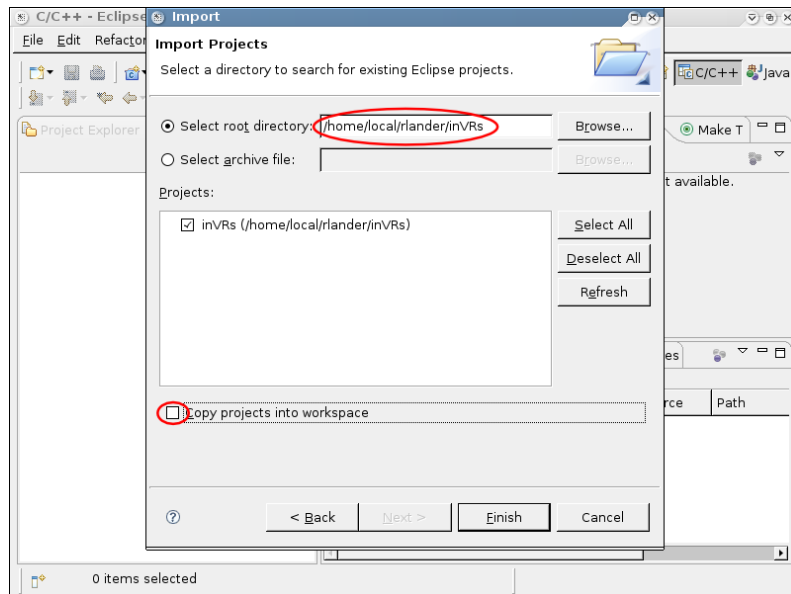 C/C++ - Eclipse
Import
File Edit Refactor
Import Projects
Select a directory to search for existing Eclipse projects.
C/C++ Java
Project Explorer
Make T
Select root directory: /home/local/rlander/inVRs Browse...
Select archive file: Browse...
t available.
Projects:
inVRs (/home/local/rlander/inVRs)
Select All
Deselect All
Refresh
es
rce Path
Copy projects into workspace
< Back Next > Finish Cancel
0 items selected